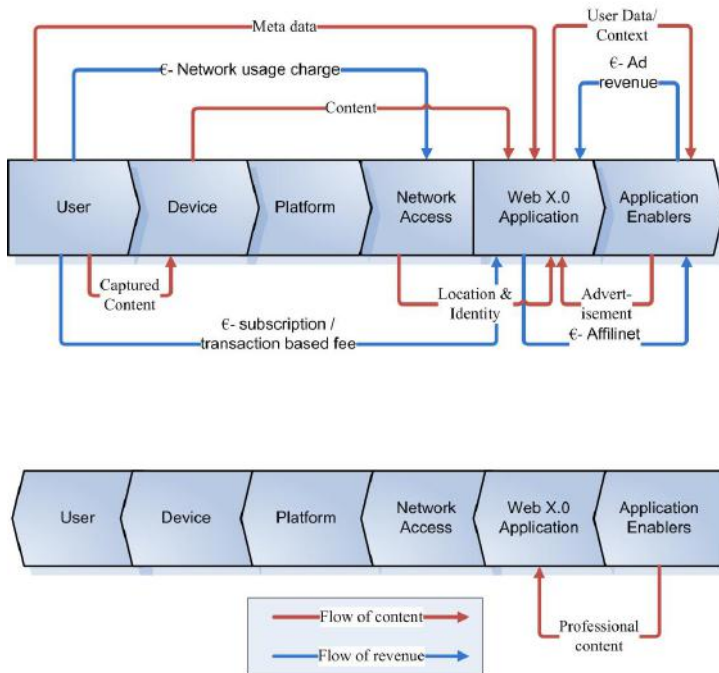 Meta data
User Data/
Context
€- Network usage charge
€- Ad
revenue
Content
User
Device
Platform
Network
Access
Web X.0
Application
Application
Enablers
Captured
Content
Location &
Identity
Advert-
isement
€- subscription /
transaction based fee
€- Affilinet
User
Device
Platform
Network
Access
Web X.0
Application
Application
Enablers
Flow of content
Flow of revenue
Professional
content